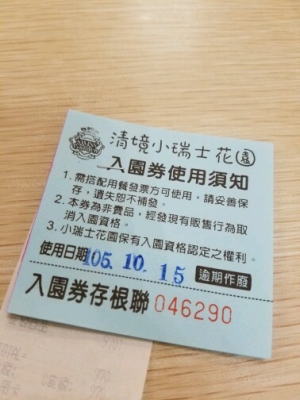 清境小瑞士花園
入園券使用須知
1. 需搭配用餐發票方可使用，請妥善保
存，遺失恕不補發。
2. 本券為非賣品，經發現有販售行為取
消入園資格。
3. 小瑞士花園保有入園資格認定之權利。
使用日期 105.10.15 逾期作廢
入園券存根聯 046290